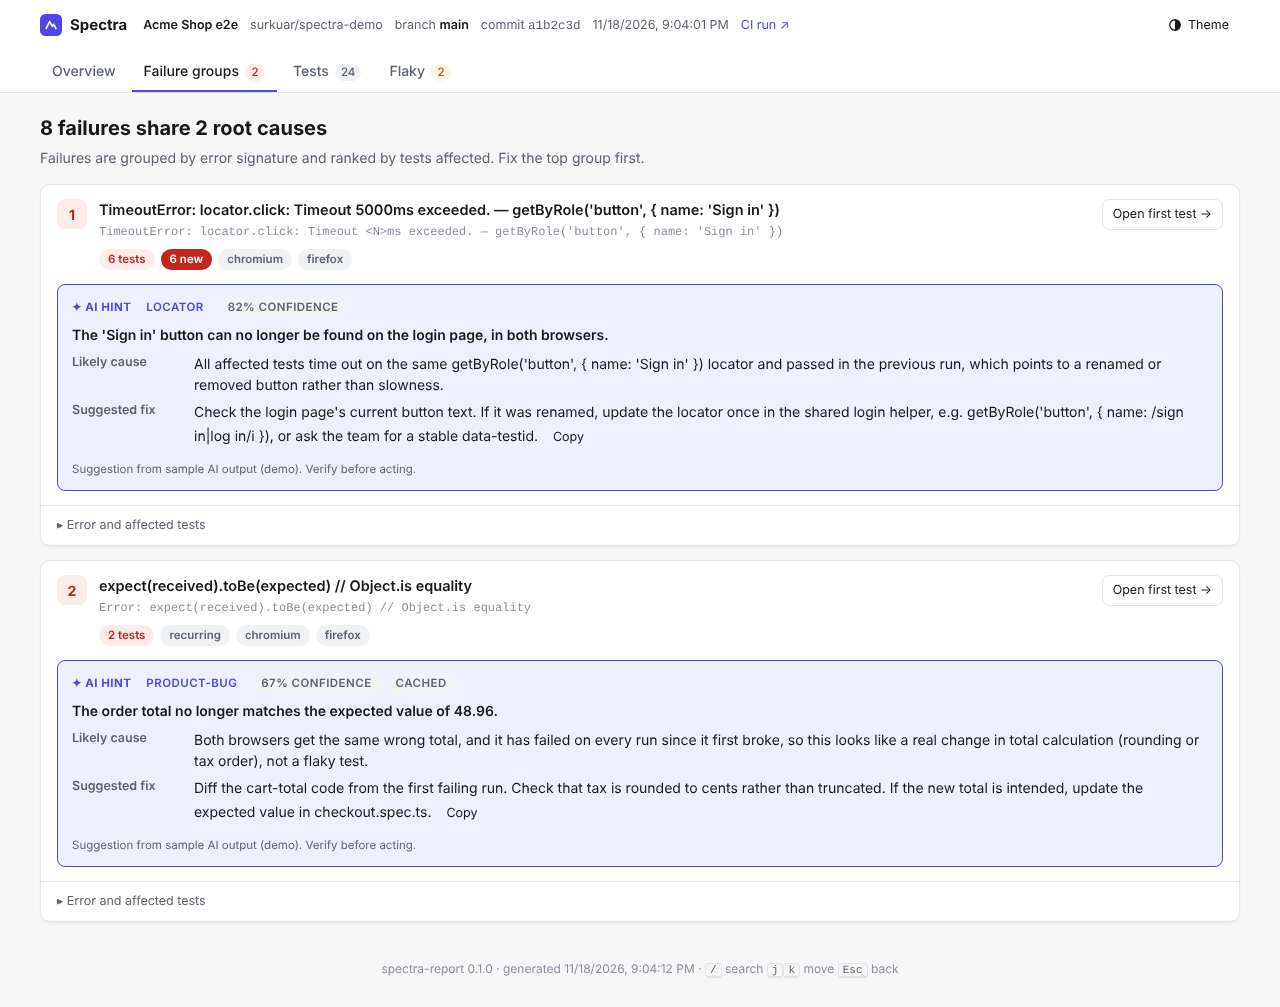 Spectra Acme Shop e2e surkuar/spectra-demo branch main commit a1b2c3d 11/18/2026, 9:04:01 PM CI run ↗ Theme
Overview Failure groups 2 Tests 24 Flaky 2
8 failures share 2 root causes
Failures are grouped by error signature and ranked by tests affected. Fix the top group first.
1 TimeoutError: locator.click: Timeout 5000ms exceeded. — getByRole('button', { name: 'Sign in' }) Open first test →
TimeoutError: locator.click: Timeout <N>ms exceeded. — getByRole('button', { name: 'Sign in' })
6 tests 6 new chromium firefox
✦ AI HINT LOCATOR 82% CONFIDENCE
The 'Sign in' button can no longer be found on the login page, in both browsers.
Likely cause All affected tests time out on the same getByRole('button', { name: 'Sign in' }) locator and passed in the previous run, which points to a renamed or
removed button rather than slowness.
Suggested fix Check the login page's current button text. If it was renamed, update the locator once in the shared login helper, e.g. getByRole('button', { name: /sign
in|log in/i }), or ask the team for a stable data-testid. Copy
Suggestion from sample AI output (demo). Verify before acting.
▸ Error and affected tests
2 expect(received).toBe(expected) // Object.is equality Open first test →
Error: expect(received).toBe(expected) // Object.is equality
2 tests recurring chromium firefox
✦ AI HINT PRODUCT-BUG 67% CONFIDENCE CACHED
The order total no longer matches the expected value of 48.96.
Likely cause Both browsers get the same wrong total, and it has failed on every run since it first broke, so this looks like a real change in total calculation (rounding or
tax order), not a flaky test.
Suggested fix Diff the cart-total code from the first failing run. Check that tax is rounded to cents rather than truncated. If the new total is intended, update the
expected value in checkout.spec.ts. Copy
Suggestion from sample AI output (demo). Verify before acting.
▸ Error and affected tests
spectra-report 0.1.0 · generated 11/18/2026, 9:04:12 PM · / search j k move Esc back